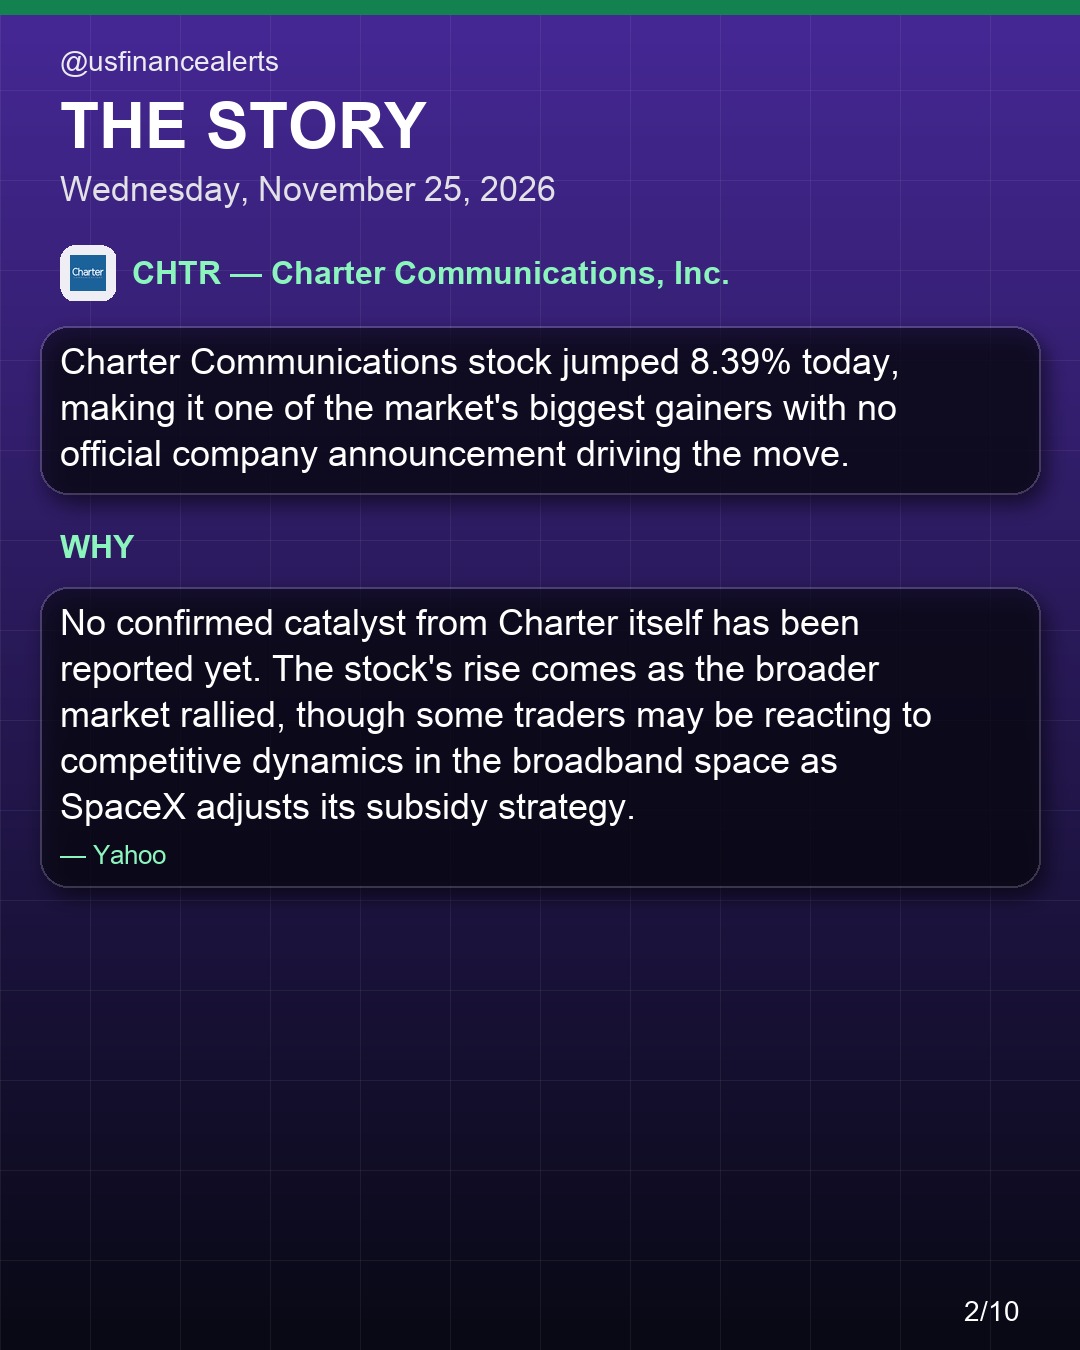 @usfinancealerts
THE STORY
Wednesday, November 25, 2026
Charter
CHTR — Charter Communications, Inc.
Charter Communications stock jumped 8.39% today,
making it one of the market's biggest gainers with no
official company announcement driving the move.
WHY
No confirmed catalyst from Charter itself has been
reported yet. The stock's rise comes as the broader
market rallied, though some traders may be reacting to
competitive dynamics in the broadband space as
SpaceX adjusts its subsidy strategy.
— Yahoo
2/10